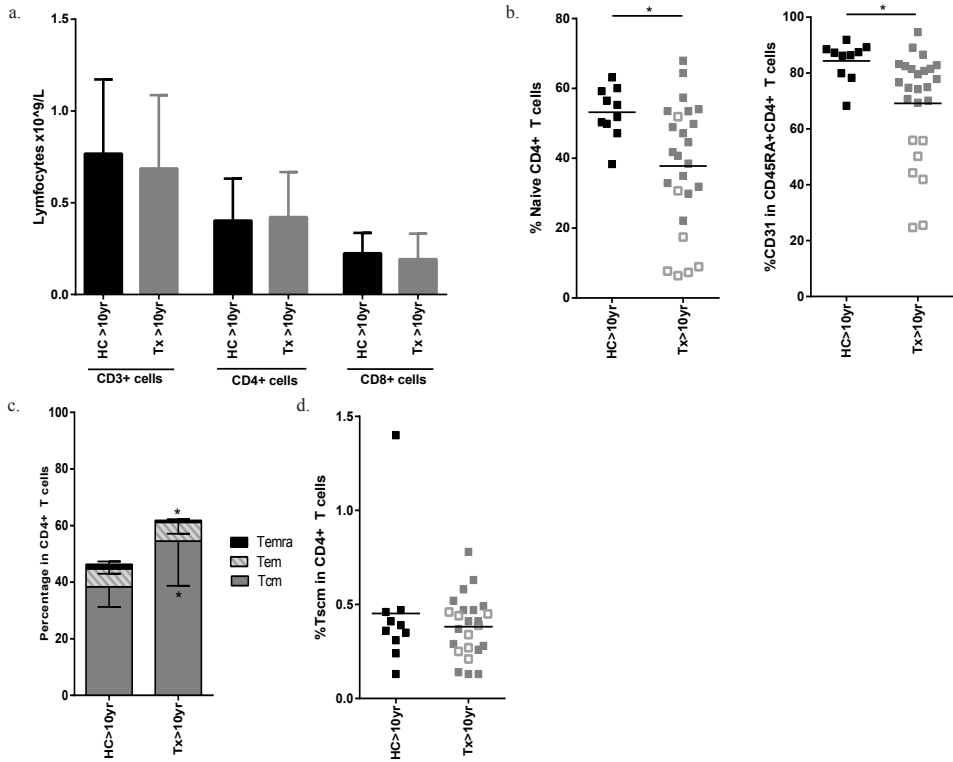 a.
1.5
1.0
0.5
0.0
Lymfocytes x10^9/L
HC >10yr
Tx >10yr
HC >10yr
Tx >10yr
HC >10yr
Tx >10yr
CD3+ cells
CD4+ cells
CD8+ cells
b.
*
80
60
40
20
0
% Naive CD4+ T cells
HC>10yr
Tx>10yr
*
100
80
60
40
20
0
%CD31 in CD45RA+CD4+ T cells
HC>10yr
Tx>10yr
c.
100
80
60
40
20
0
Percentage in CD4+ T cells
*
*
HC>10yr
Tx>10yr
Temra
Tem
Tcm
d.
1.5
1.0
0.5
0.0
%Tscm in CD4+ T cells
HC>10yr
Tx>10yr